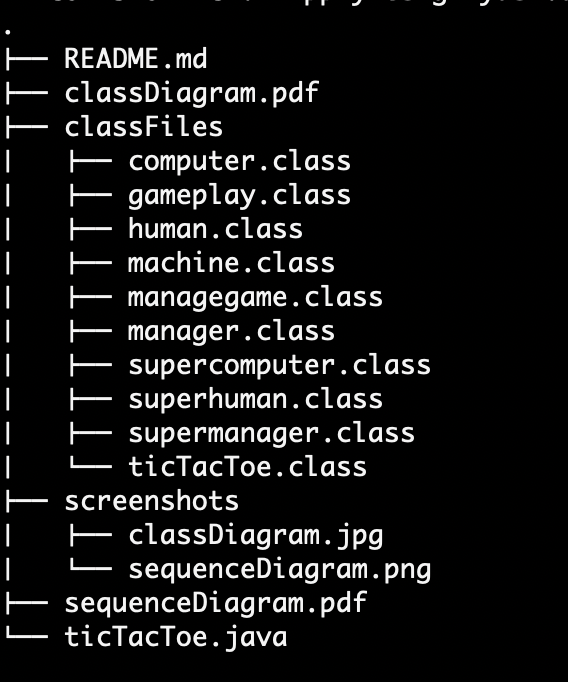 .
├── README.md
├── classDiagram.pdf
├── classFiles
│   ├── computer.class
│   ├── gameplay.class
│   ├── human.class
│   ├── machine.class
│   ├── managegame.class
│   ├── manager.class
│   ├── supercomputer.class
│   ├── superhuman.class
│   ├── supermanager.class
│   └── ticTacToe.class
├── screenshots
│   ├── classDiagram.jpg
│   └── sequenceDiagram.png
├── sequenceDiagram.pdf
└── ticTacToe.java